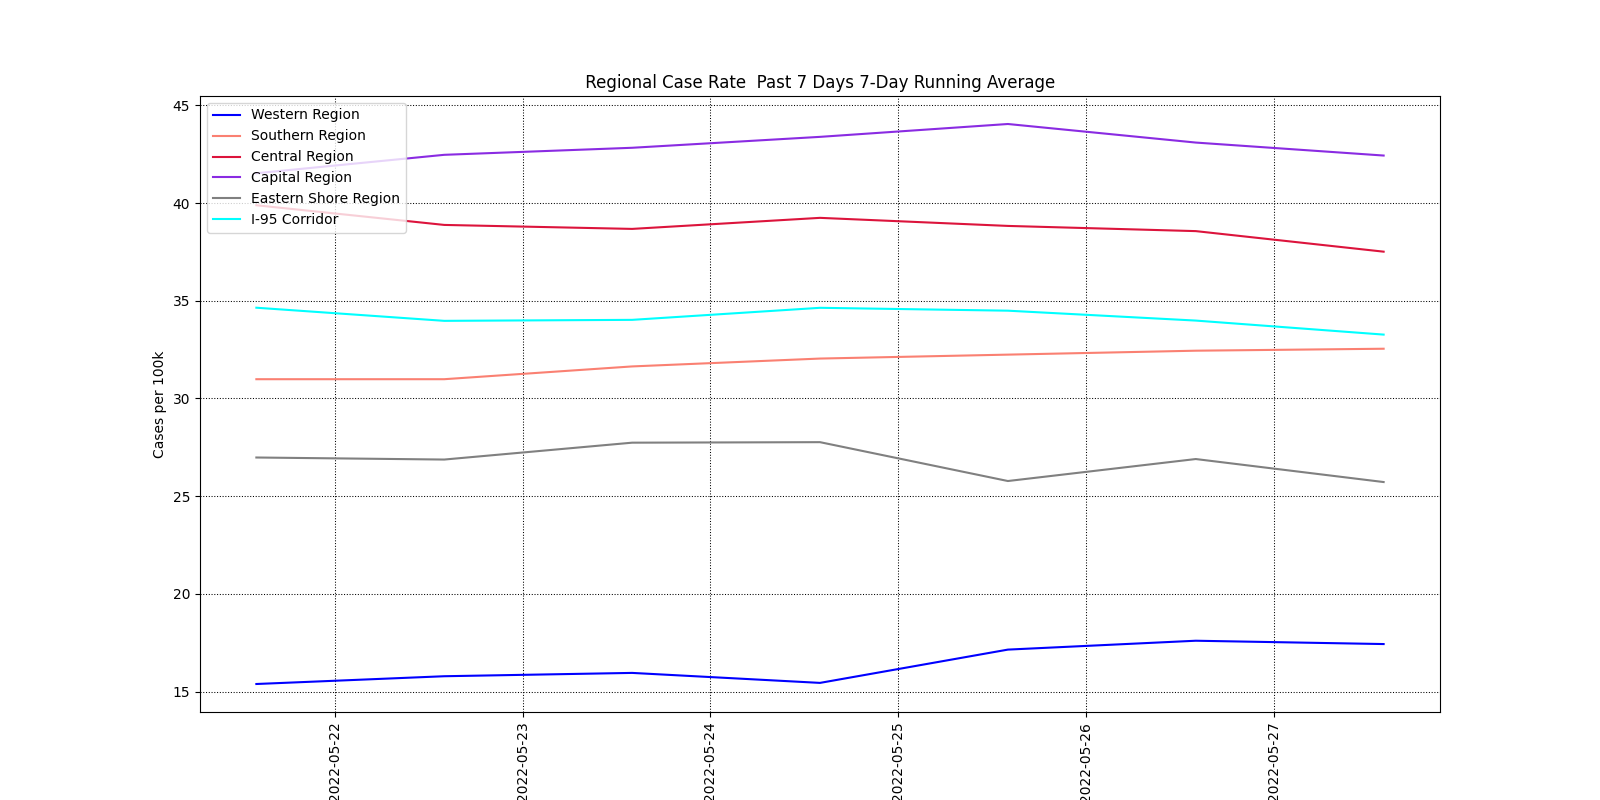 Regional Case Rate  Past 7 Days 7-Day Running Average
Western Region
Southern Region
Central Region
Capital Region
Eastern Shore Region
I-95 Corridor
Cases per 100k
45
40
35
30
25
20
15
2022-05-22
2022-05-23
2022-05-24
2022-05-25
2022-05-26
2022-05-27